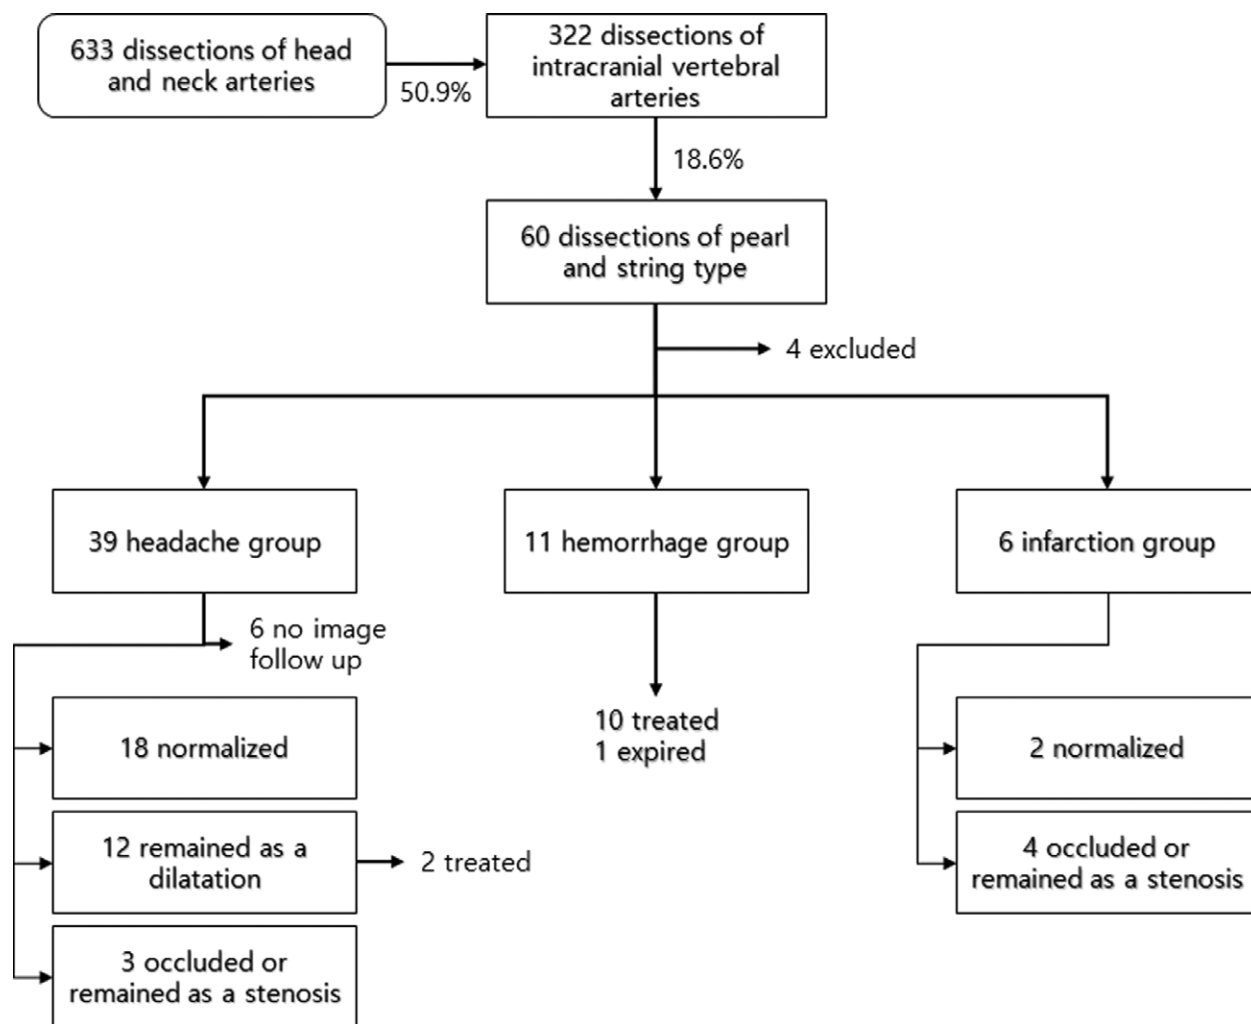 633 dissections of head
and neck arteries
50.9%
322 dissections of
intracranial vertebral
arteries
18.6%
60 dissections of pearl
and string type
4 excluded
39 headache group
11 hemorrhage group
6 infarction group
6 no image
follow up
18 normalized
12 remained as a
dilatation
2 treated
3 occluded or
remained as a stenosis
10 treated
1 expired
2 normalized
4 occluded or
remained as a stenosis